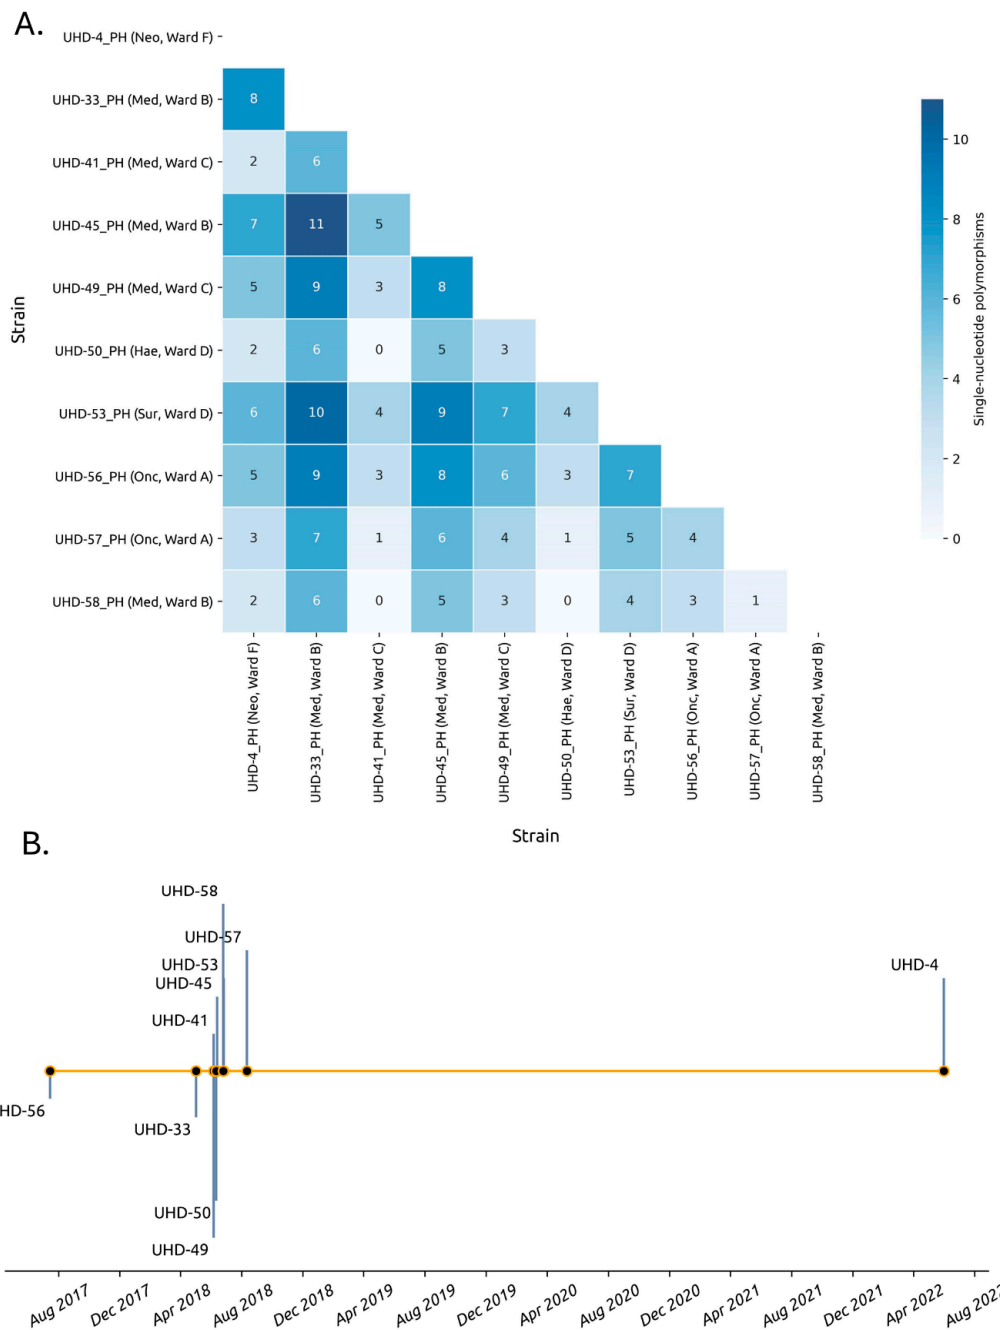 A.
UHD-4_PH (Neo, Ward F)
UHD-33_PH (Med, Ward B) 8
UHD-41_PH (Med, Ward C) 2 6
UHD-45_PH (Med, Ward B) 7 11 5
UHD-49_PH (Med, Ward C) 5 9 3 8
UHD-50_PH (Hae, Ward D) 2 6 0 5 3
UHD-53_PH (Sur, Ward D) 6 10 4 9 7 4
UHD-56_PH (Onc, Ward A) 5 9 3 8 6 3 7
UHD-57_PH (Onc, Ward A) 3 7 1 6 4 1 5 4
UHD-58_PH (Med, Ward B) 2 6 0 5 3 0 4 3 1
Strain
10
8
6
4
2
0
Single-nucleotide polymorphisms
UHD-4_PH (Neo, Ward F)
UHD-33_PH (Med, Ward B)
UHD-41_PH (Med, Ward C)
UHD-45_PH (Med, Ward B)
UHD-49_PH (Med, Ward C)
UHD-50_PH (Hae, Ward D)
UHD-53_PH (Sur, Ward D)
UHD-56_PH (Onc, Ward A)
UHD-57_PH (Onc, Ward A)
UHD-58_PH (Med, Ward B)
Strain
B.
UHD-58
UHD-57
UHD-53
UHD-4
UHD-45
UHD-41
HD-56
UHD-33
UHD-50
UHD-49
Aug 2017
Dec 2017
Apr 2018
Aug 2018
Dec 2018
Apr 2019
Aug 2019
Dec 2019
Apr 2020
Aug 2020
Dec 2020
Apr 2021
Aug 2021
Dec 2021
Apr 2022
Aug 202